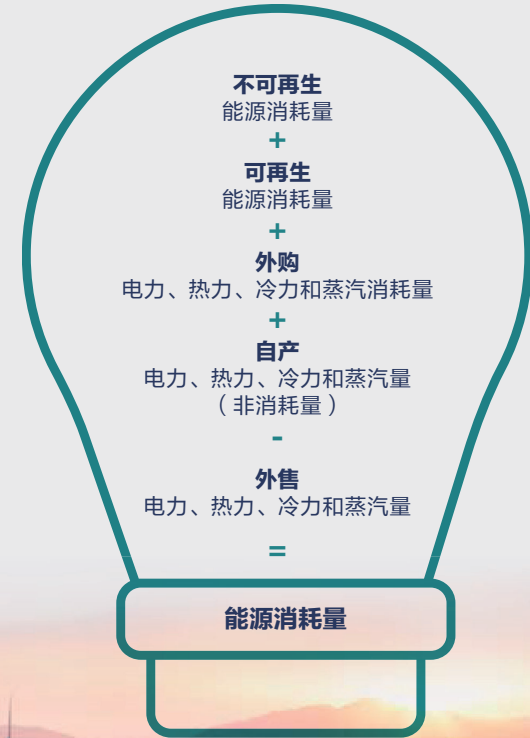 不可再生
能源消耗量
+
可再生
能源消耗量
+
外购
电力、热力、冷力和蒸汽消耗量
+
自产
电力、热力、冷力和蒸汽量
（非消耗量）
-
外售
电力、热力、冷力和蒸汽量
=
能源消耗量